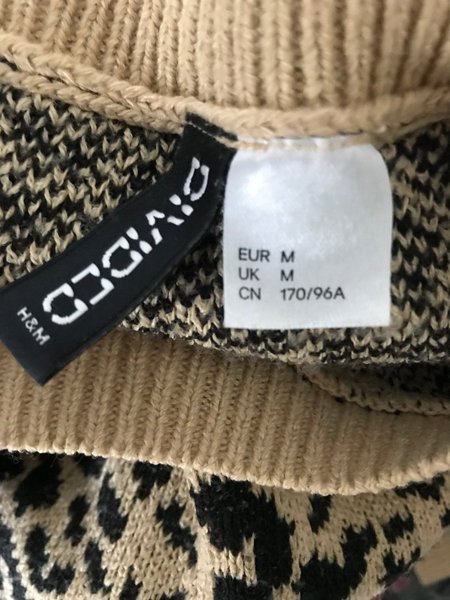 DIVIDED
H&M
EUR M
UK M
CN 170/96A